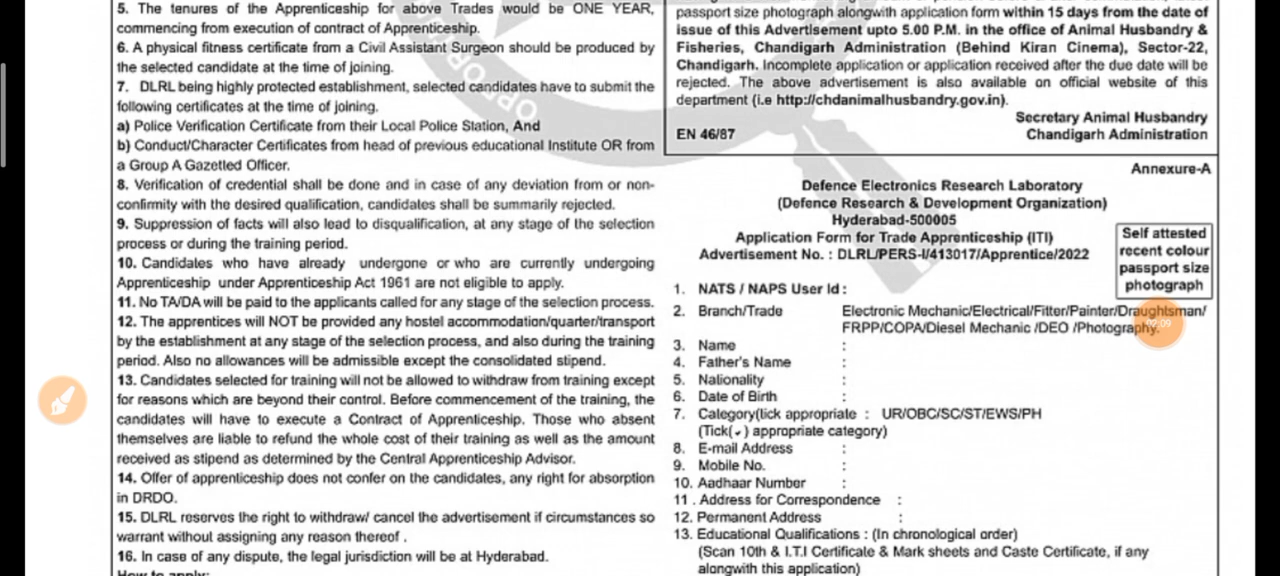 5. The tenures of the Apprenticeship for above Trades would be ONE YEAR,
commencing from execution of contract of Apprenticeship.
6. A physical fitness certificate from a Civil Assistant Surgeon should be produced by
the selected candidate at the time of joining.
7. DLRL being highly protected establishment, selected candidates have to submit the
following certificates at the time of joining.
a) Police Verification Certificate from their Local Police Station, And
b) Conduct/Character Certificates from head of previous educational Institute OR from
a Group A Gazetled Officer.
8. Verification of credential shall be done and in case of any deviation from or non-
confirmity with the desired qualification, candidates shall be summarily rejected.
9. Suppression of facts will also lead to disqualification, at any stage of the selection
process or during the training period.
10. Candidates who have already undergone or who are currently undergoing
Apprenticeship under Apprenticeship Act 1961 are not eligible to apply.
11. No TA/DA will be paid to the applicants called for any stage of the selection process.
12. The apprentices will NOT be provided any hostel accommodation/quarter/transport
by the establishment at any stage of the selection process, and also during the training
period. Also no allowances will be admissible except the consolidated stipend.
13. Candidates selected for training will not be allowed to withdraw from training except
for reasons which are beyond their control. Before commencement of the training, the
candidates will have to execute a Contract of Apprenticeship. Those who absent
themselves are liable to refund the whole cost of their training as well as the amount
received as stipend as determined by the Central Apprenticeship Advisor.
14. Offer of apprenticeship does not confer on the candidates, any right for absorption
in DRDO.
15. DLRL reserves the right to withdraw/ cancel the advertisement if circumstances so
warrant without assigning any reason thereof .
16. In case of any dispute, the legal jurisdiction will be at Hyderabad.
How to apply:
passport size photograph alongwith application form within 15 days from the date of
issue of this Advertisement upto 5.00 P.M. in the office of Animal Husbandry &
Fisheries, Chandigarh Administration (Behind Kiran Cinema), Sector-22,
Chandigarh. Incomplete application or application received after the due date will be
rejected. The above advertisement is also available on official website of this
department (i.e http://chdanimalhusbandry.gov.in).
Secretary Animal Husbandry
EN 46/87 Chandigarh Administration
Annexure-A
Defence Electronics Research Laboratory
(Defence Research & Development Organization)
Hyderabad-500005
Application Form for Trade Apprenticeship (ITI)
Advertisement No. : DLRL/PERS-I/413017/Apprentice/2022
Self attested
recent colour
passport size
photograph
1. NATS / NAPS User Id :
2. Branch/Trade Electronic Mechanic/Electrical/Fitter/Painter/Draughtsman/
FRPP/COPA/Diesel Mechanic /DEO /Photography.
3. Name :
4. Father's Name :
5. Nationality :
6. Date of Birth :
7. Category(tick appropriate : UR/OBC/SC/ST/EWS/PH
(Tick(✓) appropriate category)
8. E-mail Address :
9. Mobile No. :
10. Aadhaar Number :
11 . Address for Correspondence :
12. Permanent Address :
13. Educational Qualifications : (In chronological order)
(Scan 10th & I.T.I Certificate & Mark sheets and Caste Certificate, if any
alongwith this application)